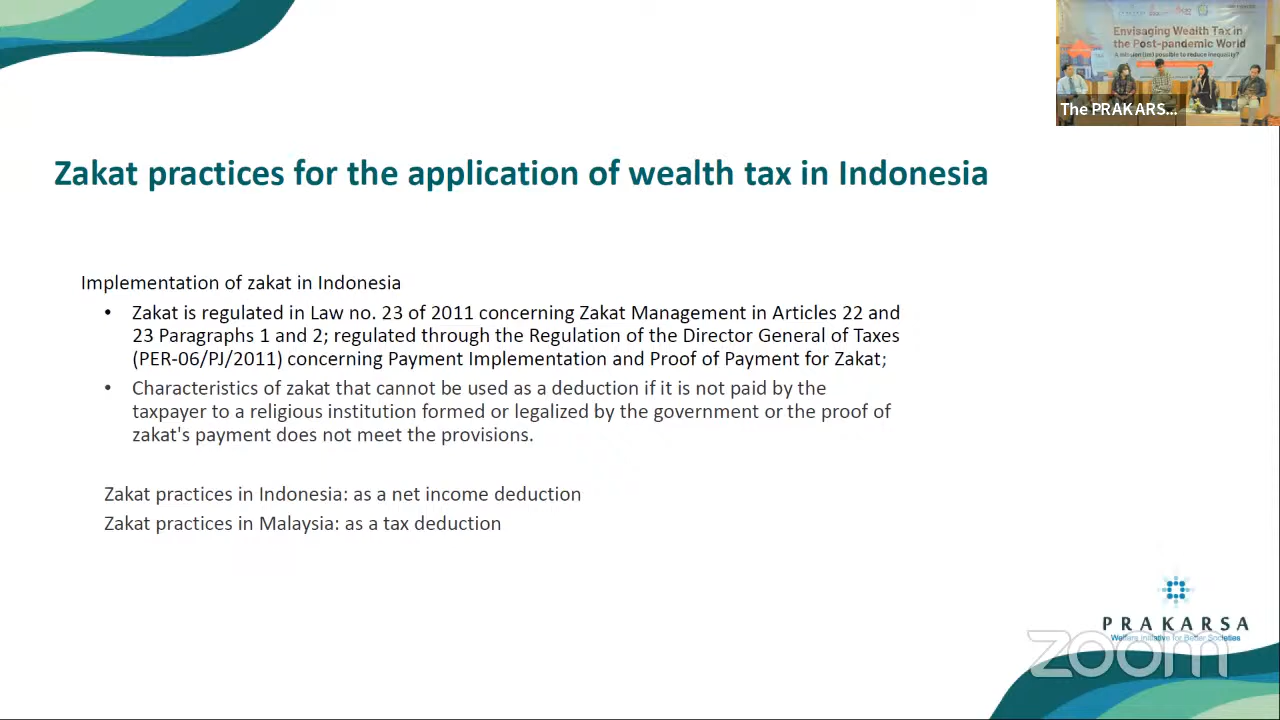 Envisaging Wealth Tax in
the Post-pandemic World
A mission (im) possible to reduce inequality?
The PRAKARS...
Zakat practices for the application of wealth tax in Indonesia
Implementation of zakat in Indonesia
• Zakat is regulated in Law no. 23 of 2011 concerning Zakat Management in Articles 22 and
23 Paragraphs 1 and 2; regulated through the Regulation of the Director General of Taxes
(PER-06/PJ/2011) concerning Payment Implementation and Proof of Payment for Zakat;
• Characteristics of zakat that cannot be used as a deduction if it is not paid by the
taxpayer to a religious institution formed or legalized by the government or the proof of
zakat's payment does not meet the provisions.
Zakat practices in Indonesia: as a net income deduction
Zakat practices in Malaysia: as a tax deduction
PRAKARSA
Welfare Initiative for Better Societies
zoom